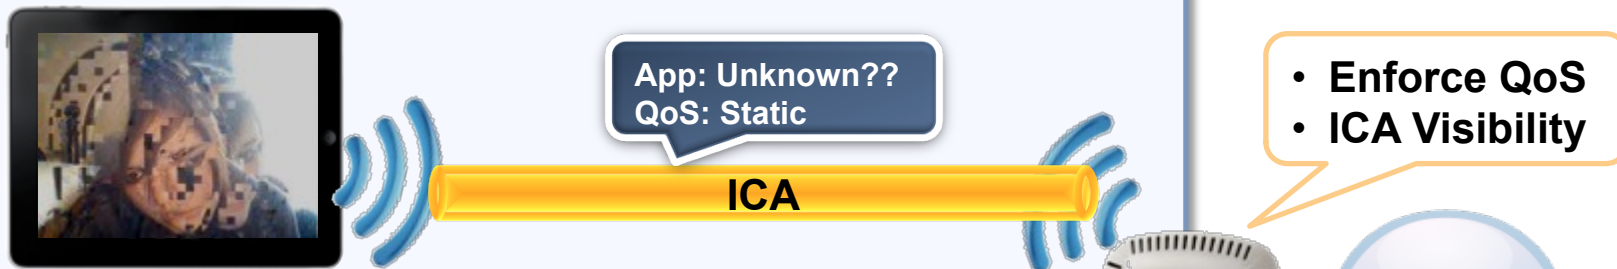 App: Unknown??
QoS: Static
ICA
• Enforce QoS
• ICA Visibility